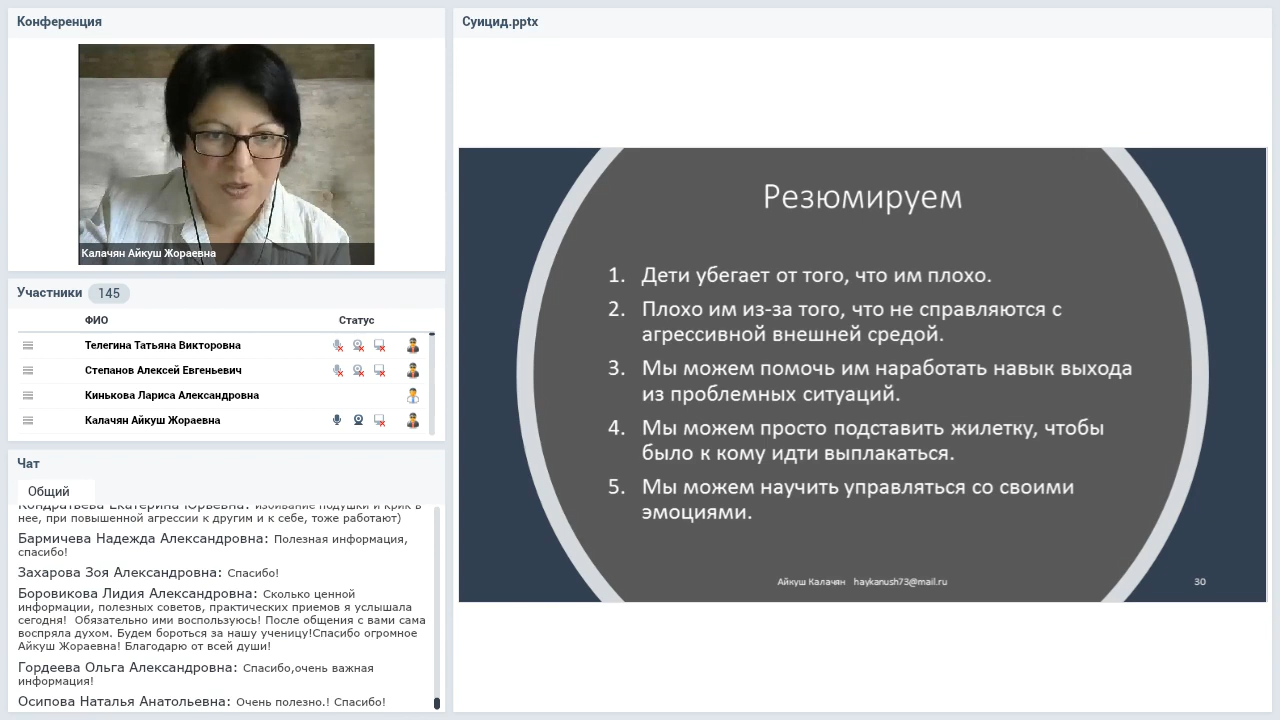 Конференция
Калачян Айкуш Жораевна
Участники 145
ФИО Статус
Телегина Татьяна Викторовна
Степанов Алексей Евгеньевич
Кинькова Лариса Александровна
Калачян Айкуш Жораевна
Чат
Общий
Кондратьева Екатерина Юрьевна: избивание подушки и крик в
нее, при повышенной агрессии к другим и к себе, тоже работают)
Бармичева Надежда Александровна: Полезная информация,
спасибо!
Захарова Зоя Александровна: Спасибо!
Боровикова Лидия Александровна: Сколько ценной
информации, полезных советов, практических приемов я услышала
сегодня! Обязательно ими воспользуюсь! После общения с вами сама
воспряла духом. Будем бороться за нашу ученицу!Спасибо огромное
Айкуш Жораевна! Благодарю от всей души!
Гордеева Ольга Александровна: Спасибо,очень важная
информация!
Осипова Наталья Анатольевна: Очень полезно.! Спасибо!
Суицид.pptx
Резюмируем
1. Дети убегает от того, что им плохо.
2. Плохо им из-за того, что не справляются с
агрессивной внешней средой.
3. Мы можем помочь им наработать навык выхода
из проблемных ситуаций.
4. Мы можем просто подставить жилетку, чтобы
было к кому идти выплакаться.
5. Мы можем научить управляться со своими
эмоциями.
Айкуш Калачян haykanush73@mail.ru
30